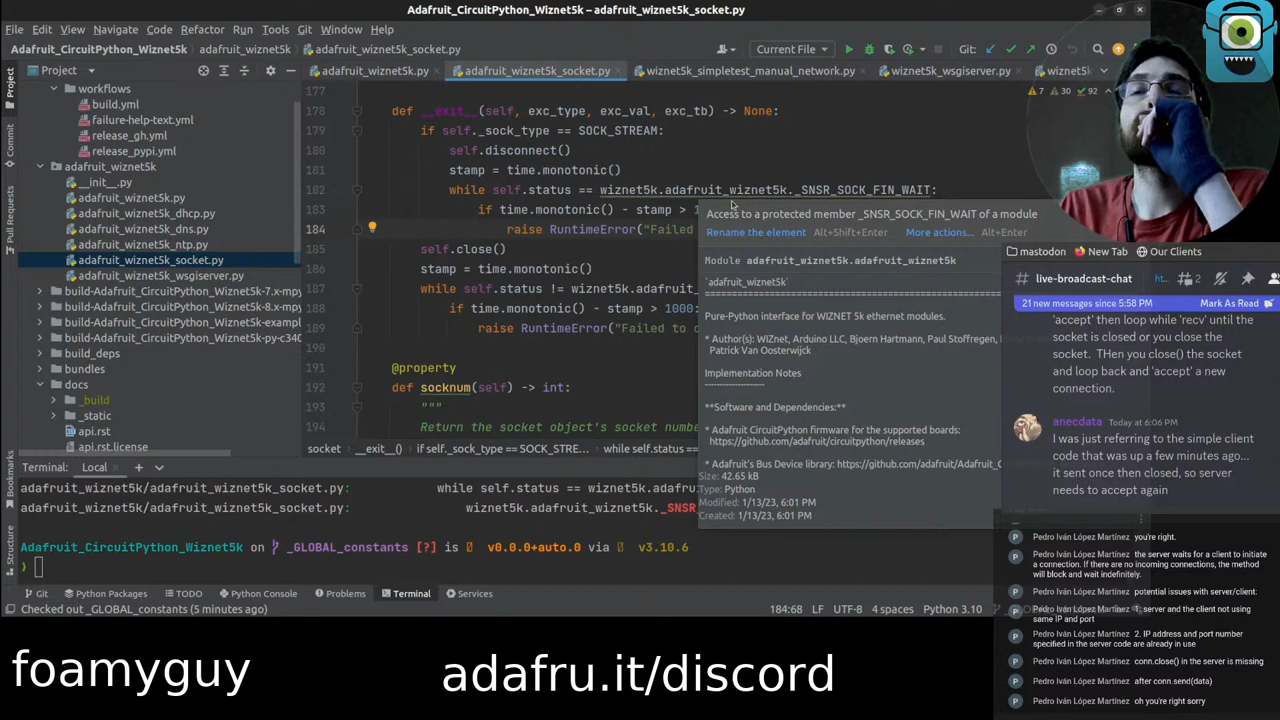 Adafruit_CircuitPython_Wiznet5k – adafruit_wiznet5k_socket.py
File Edit View Navigate Code Refactor Run Tools Git Window Help
Adafruit_CircuitPython_Wiznet5k adafruit_wiznet5k adafruit_wiznet5k_socket.py
Current File
Git:
Project
adafruit_wiznet5k.py
adafruit_wiznet5k_socket.py
wiznet5k_simpletest_manual_network.py
wiznet5k_wsgiserver.py
wiznet5
7 30 92
workflows
build.yml
failure-help-text.yml
release_gh.yml
release_pypi.yml
adafruit_wiznet5k
__init__.py
adafruit_wiznet5k.py
adafruit_wiznet5k_dhcp.py
adafruit_wiznet5k_dns.py
adafruit_wiznet5k_ntp.py
adafruit_wiznet5k_socket.py
adafruit_wiznet5k_wsgiserver.py
build-Adafruit_CircuitPython_Wiznet5k-7.x-mpy
build-Adafruit_CircuitPython_Wiznet5k-8.x-mpy
build-Adafruit_CircuitPython_Wiznet5k-example
build-Adafruit_CircuitPython_Wiznet5k-py-c340
build_deps
bundles
docs
_build
_static
api.rst
api.rst.license
Project
Commit
Pull Requests
Bookmarks
Structure
177
178 def __exit__(self, exc_type, exc_val, exc_tb) -> None:
179 if self._sock_type == SOCK_STREAM:
180 self.disconnect()
181 stamp = time.monotonic()
182 while self.status == wiznet5k.adafruit_wiznet5k._SNSR_SOCK_FIN_WAIT:
183 if time.monotonic() - stamp > 1
184 raise RuntimeError("Failed
185 self.close()
186 stamp = time.monotonic()
187 while self.status != wiznet5k.adafruit_
188 if time.monotonic() - stamp > 1000:
189 raise RuntimeError("Failed to c
190
191 @property
192 def socknum(self) -> int:
193 """
194 Return the socket object's socket numb
socket __exit__() if self._sock_type == SOCK_STRE... while self.status == wiznet5k.ada
Access to a protected member _SNSR_SOCK_FIN_WAIT of a module
Rename the element Alt+Shift+Enter More actions... Alt+Enter
Module adafruit_wiznet5k.adafruit_wiznet5k
`adafruit_wiznet5k`
================================================
Pure-Python interface for WIZNET 5k ethernet modules.
* Author(s): WIZnet, Arduino LLC, Bjoern Hartmann, Paul Stoffregen,
Patrick Van Oosterwijck
Implementation Notes
--------------------
**Software and Dependencies:**
* Adafruit CircuitPython firmware for the supported boards:
https://github.com/adafruit/circuitpython/releases
* Adafruit's Bus Device library: https://github.com/adafruit/Adafruit_C
Size: 42.65 kB
Type: Python
Modified: 1/13/23, 6:01 PM
Created: 1/13/23, 6:01 PM
Terminal: Local
adafruit_wiznet5k/adafruit_wiznet5k_socket.py: while self.status == wiznet5k.adafr
adafruit_wiznet5k/adafruit_wiznet5k_socket.py: wiznet5k.adafruit_wiznet5k._SNSR
Adafruit_CircuitPython_Wiznet5k on _GLOBAL_constants [?] is v0.0.0+auto.0 via v3.10.6
Git Python Packages TODO Python Console Problems Terminal Services
Checked out _GLOBAL_constants (5 minutes ago)
184:68 LF UTF-8 4 spaces Python 3.10
mastodon New Tab Our Clients
live-broadcast-chat ht... 2
21 new messages since 5:58 PM Mark As Read
'accept' then loop while 'recv' until the
socket is closed or you close the
socket. Then you close() the socket
and loop back and 'accept' a new
connection.
anecdata Today at 6:06 PM
I was just referring to the simple client
code that was up a few minutes ago...
it sent once then closed, so server
needs to accept again
Pedro Iván López Martínez you're right.
Pedro Iván López Martínez the server waits for a client to initiate
a connection. If there are no incoming connections, the method
will block and wait indefinitely.
Pedro Iván López Martínez potential issues with server/client:
Pedro Iván López Martínez 1. server and the client not using
same IP and port
Pedro Iván López Martínez 2. IP address and port number
specified in the server code are already in use
Pedro Iván López Martínez conn.close() in the server is missing
Pedro Iván López Martínez after conn.send(data)
Pedro Iván López Martínez oh you're right sorry
foamyguy
adafru.it/discord